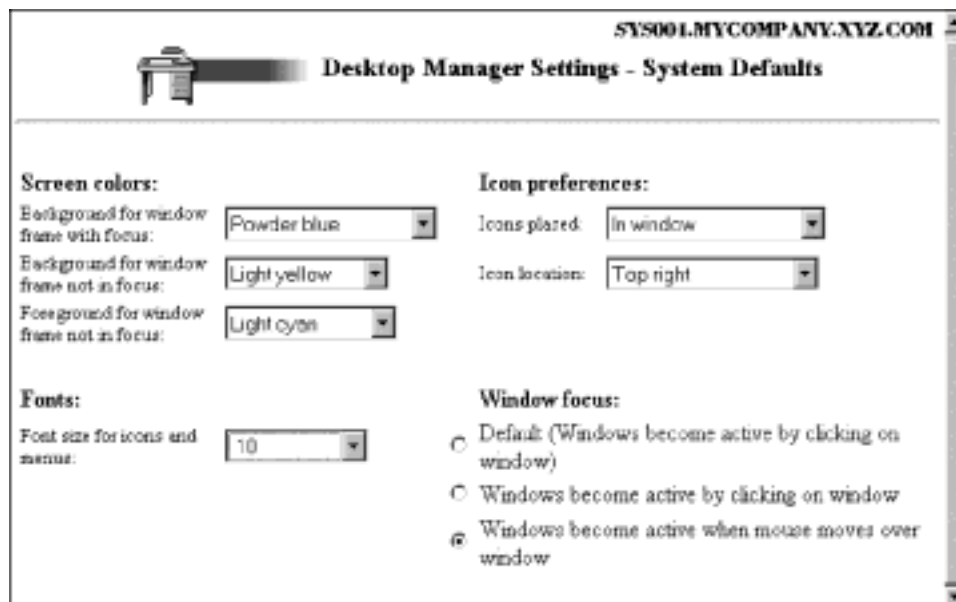 SYS001.MYCOMPANY.XYZ.COM
Desktop Manager Settings - System Defaults
Screen colors:
Background for window
frame with focus:
Powder blue
Background for window
frame not in focus:
Light yellow
Foreground for window
frame not in focus:
Light cyan
Icon preferences:
Icons placed:
In window
Icon location:
Top right
Fonts:
Font size for icons and
menus:
10
Window focus:
Default (Windows become active by clicking on
window)
Windows become active by clicking on window
Windows become active when mouse moves over
window